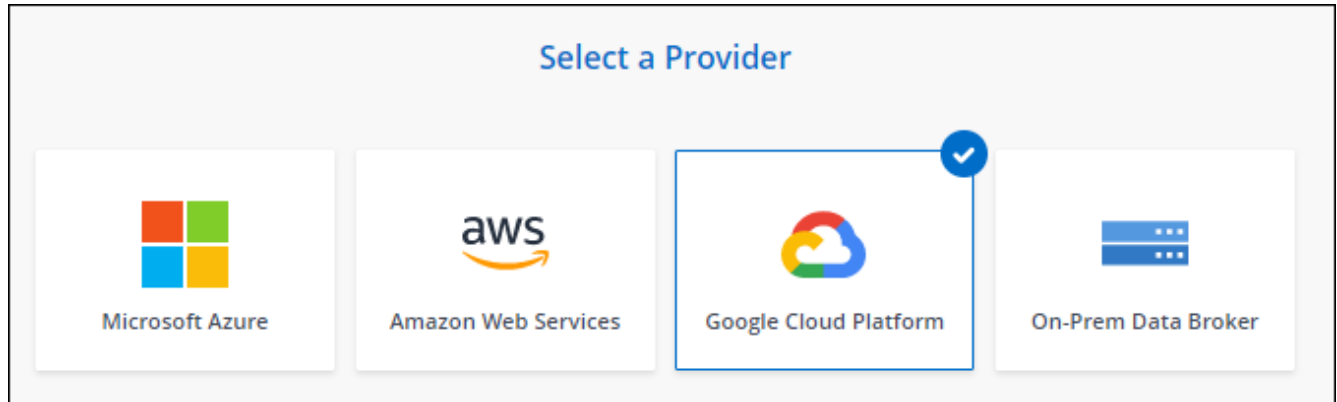 Select a Provider
aws
Microsoft Azure
Amazon Web Services
Google Cloud Platform
On-Prem Data Broker